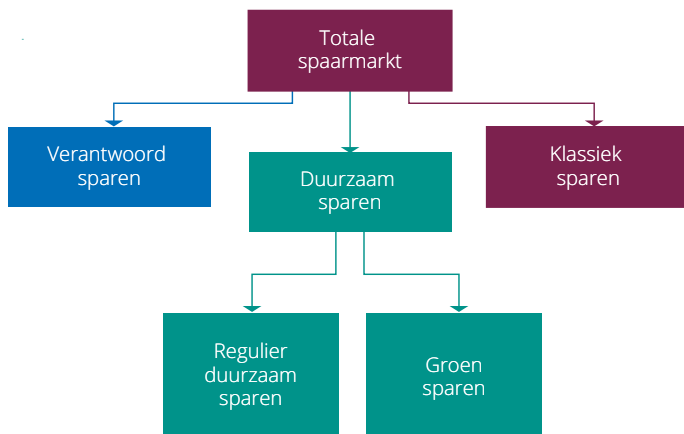 Totale
spaarmarkt
Verantwoord
sparen
Duurzaam
sparen
Klassiek
sparen
Regulier
duurzaam
sparen
Groen
sparen